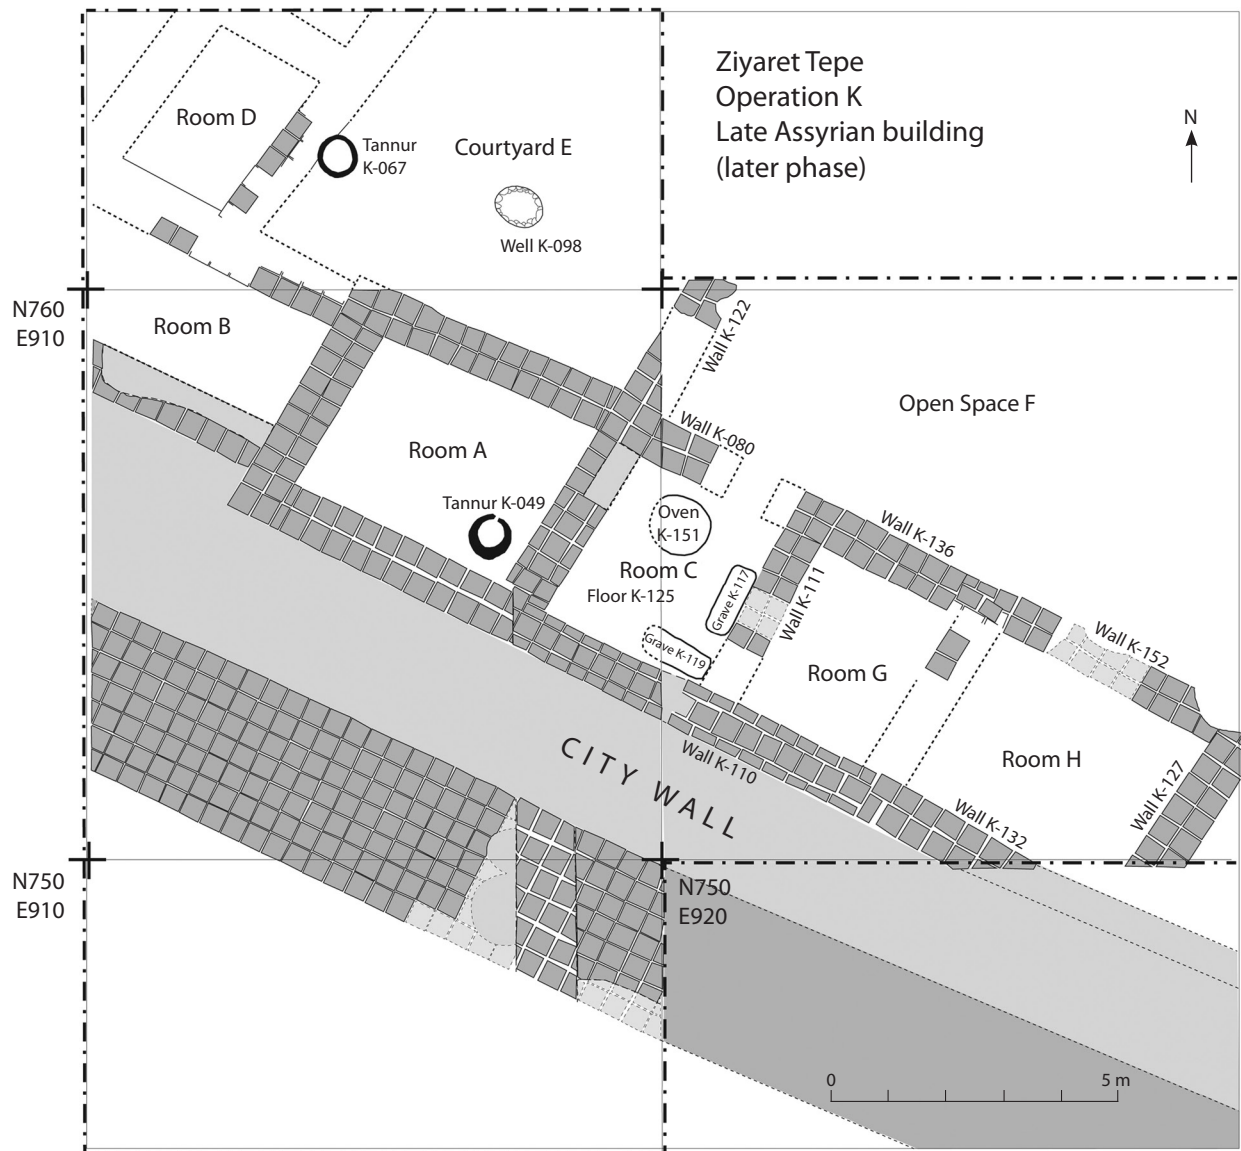 Ziyaret Tepe
Operation K
Late Assyrian building
(later phase)
N
Room D
Tannur
K-067
Courtyard E
Well K-098
N760
E910
Room B
Wall K-122
Open Space F
Room A
Wall K-080
Tannur K-049
Oven
K-151
Wall K-136
Room C
Floor K-125
Grave K-117
Wall K-111
Grave K-119
Wall K-152
Room G
Room H
CITY WALL
Wall K-110
Wall K-132
Wall K-127
N750
E910
N750
E920
0
5 m